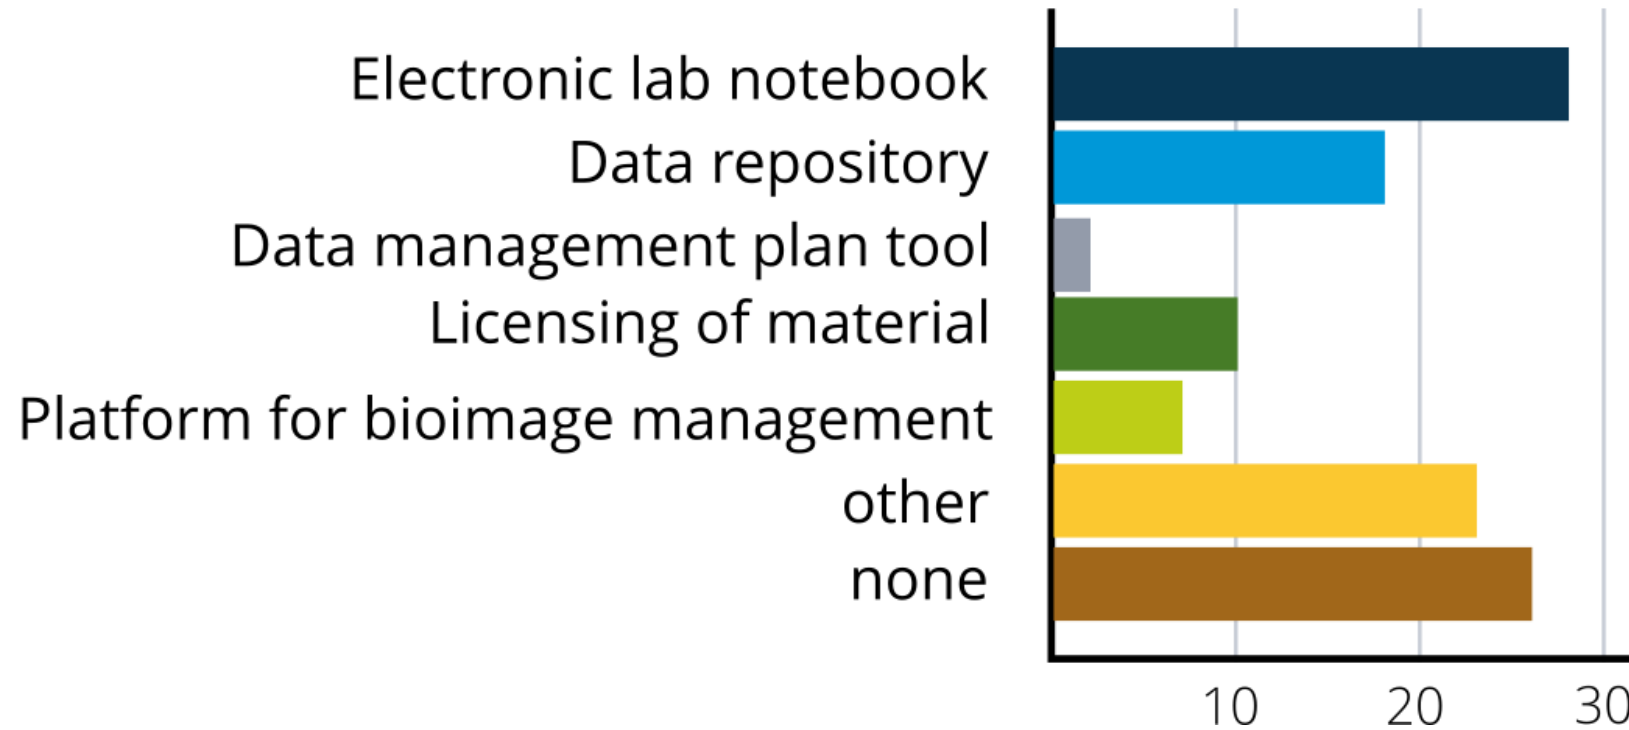 Electronic lab notebook
Data repository
Data management plan tool
Licensing of material
Platform for bioimage management
other
none
10 20 30